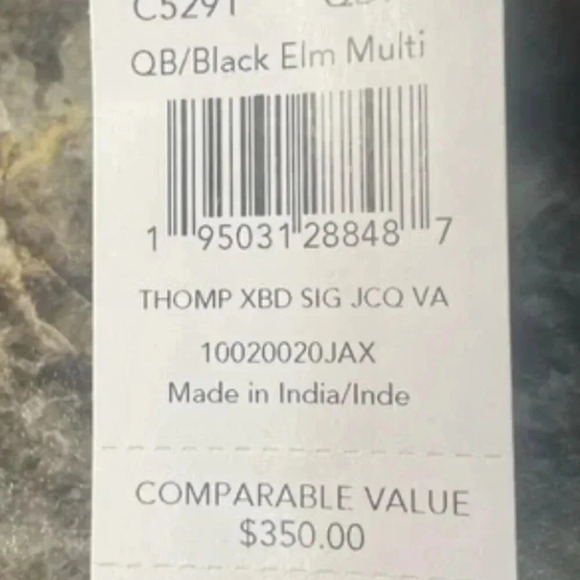 C5291
QB/Black Elm Multi
1 95031 28848 7
THOMP XBD SIG JCQ VA
10020020JAX
Made in India/Inde
COMPARABLE VALUE
$350.00